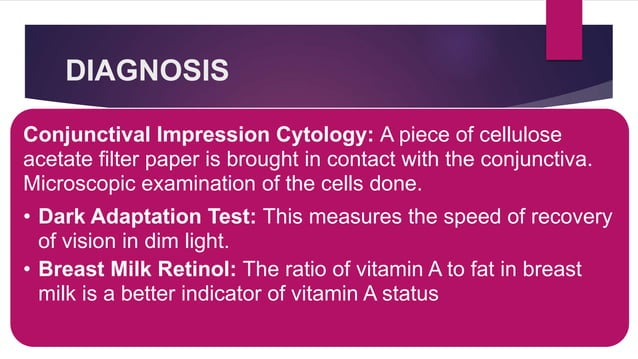 DIAGNOSIS
Conjunctival Impression Cytology: A piece of cellulose
acetate filter paper is brought in contact with the conjunctiva.
Microscopic examination of the cells done.
• Dark Adaptation Test: This measures the speed of recovery
of vision in dim light.
• Breast Milk Retinol: The ratio of vitamin A to fat in breast
milk is a better indicator of vitamin A status